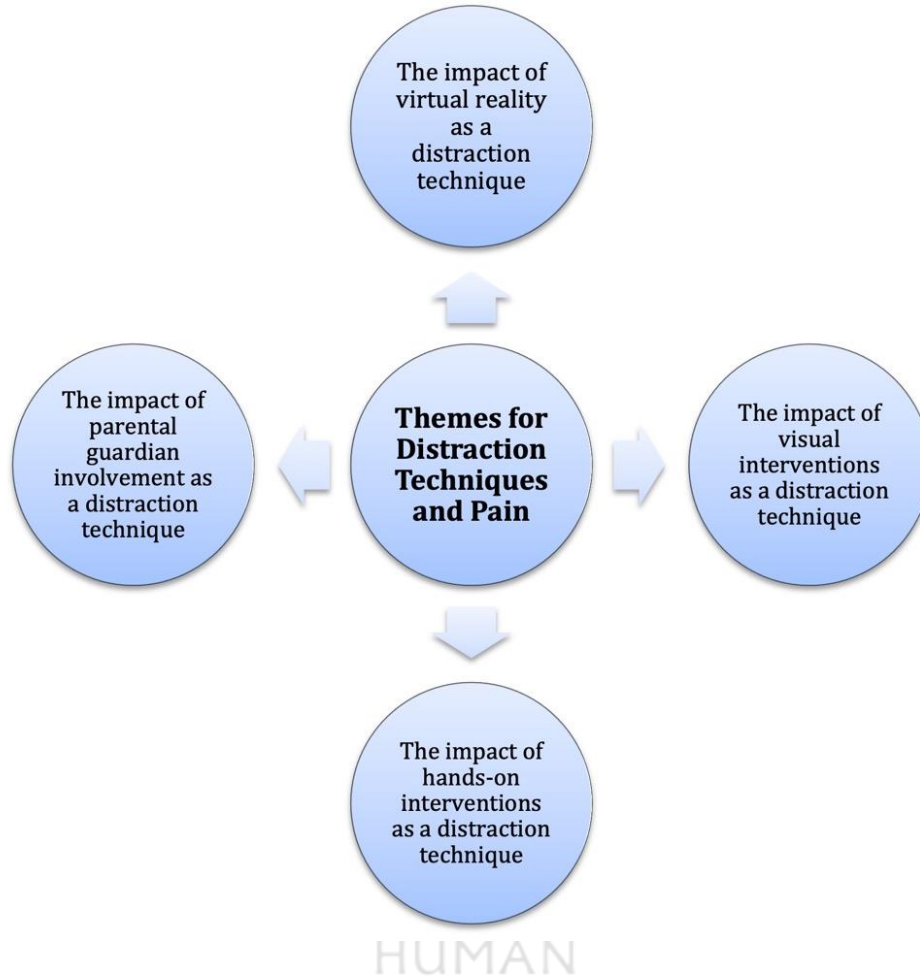 The impact of
virtual reality
as a
distraction
technique
The impact of
parental
guardian
involvement as
a distraction
technique
Themes for
Distraction
Techniques
and Pain
The impact of
visual
interventions
as a distraction
technique
The impact of
hands-on
interventions
as a distraction
technique
HUMAN